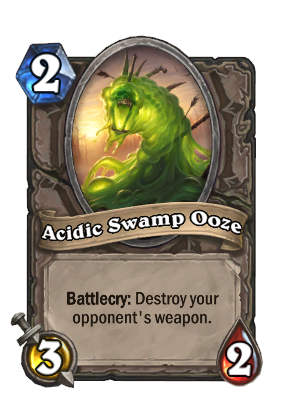 2
Acidic Swamp Ooze
Battlecry: Destroy your
opponent's weapon.
3
2